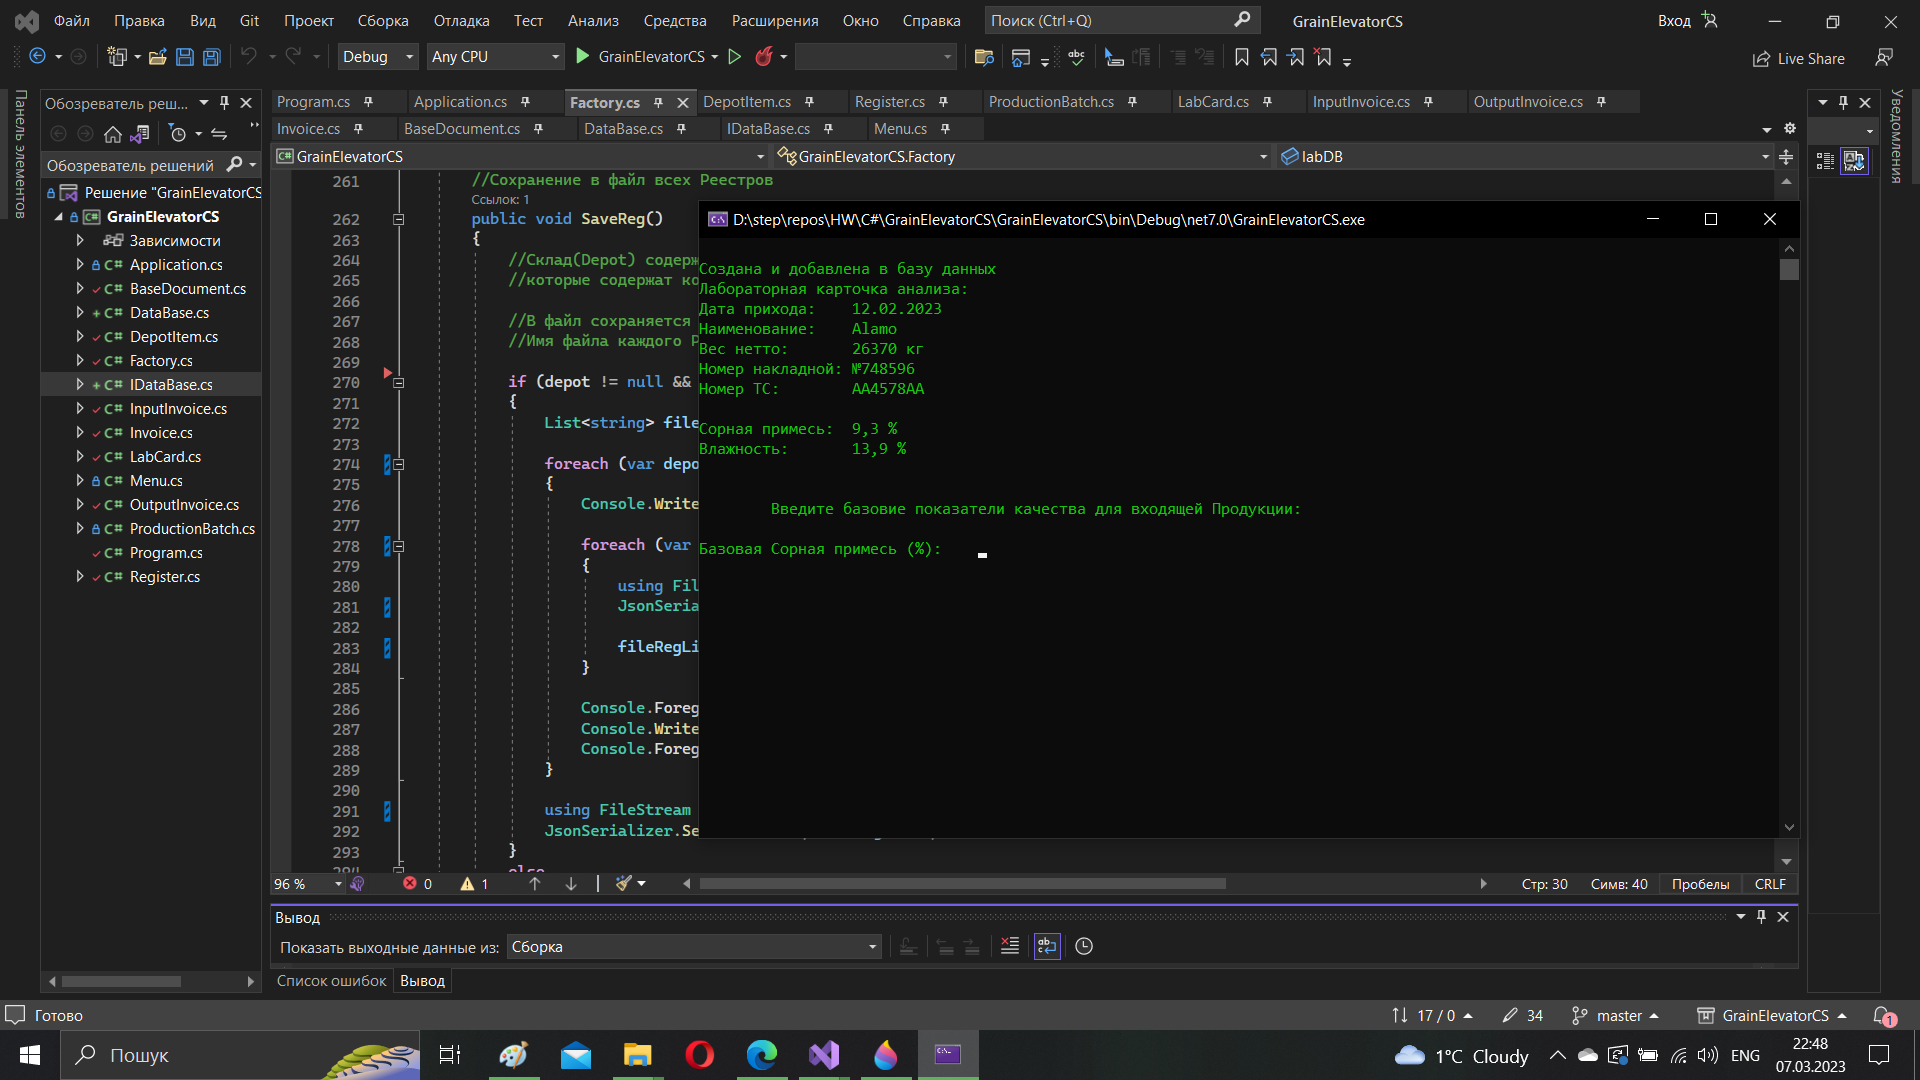 Файл Правка Вид Git Проект Сборка Отладка Тест Анализ Средства Расширения Окно Справка Поиск (Ctrl+Q) GrainElevatorCS Вход
Debug Any CPU GrainElevatorCS Live Share
Панель элементов
Обозреватель реш...
Обозреватель решений
Решение "GrainElevatorCS
GrainElevatorCS
Зависимости
Application.cs
BaseDocument.cs
DataBase.cs
DepotItem.cs
Factory.cs
IDataBase.cs
InputInvoice.cs
Invoice.cs
LabCard.cs
Menu.cs
OutputInvoice.cs
ProductionBatch.cs
Program.cs
Register.cs
Program.cs Application.cs Factory.cs DepotItem.cs Register.cs ProductionBatch.cs LabCard.cs InputInvoice.cs OutputInvoice.cs
Invoice.cs BaseDocument.cs DataBase.cs IDataBase.cs Menu.cs
GrainElevatorCS GrainElevatorCS.Factory labDB
261 //Сохранение в файл всех Реестров
Ссылок: 1
262 public void SaveReg()
263 {
264 //Склад(Depot) содерж
265 //которые содержат ко
266
267 //В файл сохраняется
268 //Имя файла каждого Р
269
270 if (depot != null &&
271 {
272 List<string> file
273
274 foreach (var depo
275 {
276 Console.Write
277
278 foreach (var
279 {
280 using Fil
281 JsonSeria
282
283 fileRegLi
284 }
285
286 Console.Foreg
287 Console.Write
288 Console.Foreg
289 }
290
291 using FileStream
292 JsonSerializer.Se
293 }
294 else
D:\step\repos\HW\C#\GrainElevatorCS\GrainElevatorCS\bin\Debug\net7.0\GrainElevatorCS.exe
Создана и добавлена в базу данных
Лабораторная карточка анализа:
Дата прихода: 12.02.2023
Наименование: Alamo
Вес нетто: 26370 кг
Номер накладной: №748596
Номер ТС: AA4578AA
Сорная примесь: 9,3 %
Влажность: 13,9 %
Введите базовие показатели качества для входящей Продукции:
Базовая Сорная примесь (%):
Уведомления
96 % 0 1 Стр: 30 Симв: 40 Пробелы CRLF
Вывод
Показать выходные данные из: Сборка
Список ошибок Вывод
Готово 17 / 0 34 master GrainElevatorCS 1
Пошук 1°C Cloudy ENG 22:48
07.03.2023